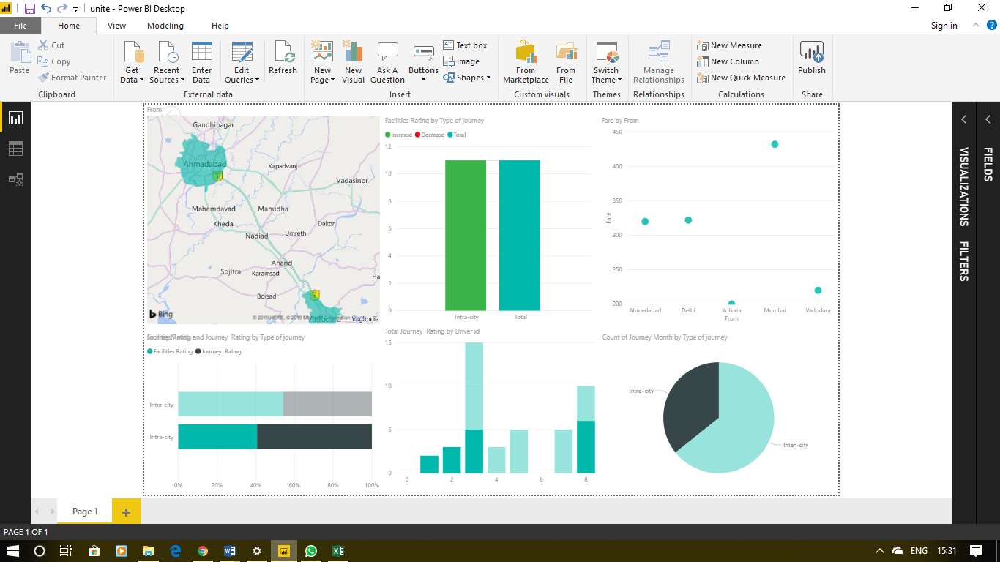 unite - Power BI Desktop
File Home View Modeling Help Sign in
Paste Cut Copy Format Painter
Get Data Recent Sources Enter Data Edit Queries Refresh
New Page New Visual Ask A Question Buttons Text box Image Shapes
From Marketplace From File Switch Theme Manage Relationships
New Measure New Column New Quick Measure Publish
Clipboard External data Insert Custom visuals Themes Relationships Calculations Share
From
Gandhinagar
Ahmadabad
Kapadvanj
Vadasinor
Mahemdavad Mahudha
Kheda Dakor
Nadiad Umreth
Anand
Sojitra Karamsad
Ha
Borsad
Vadodara Vaghodia
Bing
Facilities Rating by Type of journey
Increase Decrease Total
12
10
8
6
4
2
0
Intra-city Total
Fare by From
450
400
350
300
250
200
Fare
Ahmedabad Delhi Kolkata Mumbai Vadodara
From
Rating and Journey Rating by Type of journey
Facilities Rating Journey Rating
Inter-city
Intra-city
0% 20% 40% 60% 80% 100%
Total Journey Rating by Driver id
15
10
5
0
0 2 4 6 8
Count of Journey Month by Type of journey
Intra-city
Inter-city
VISUALIZATIONS
FILTERS
FIELDS
Page 1
PAGE 1 OF 1
ENG 15:31